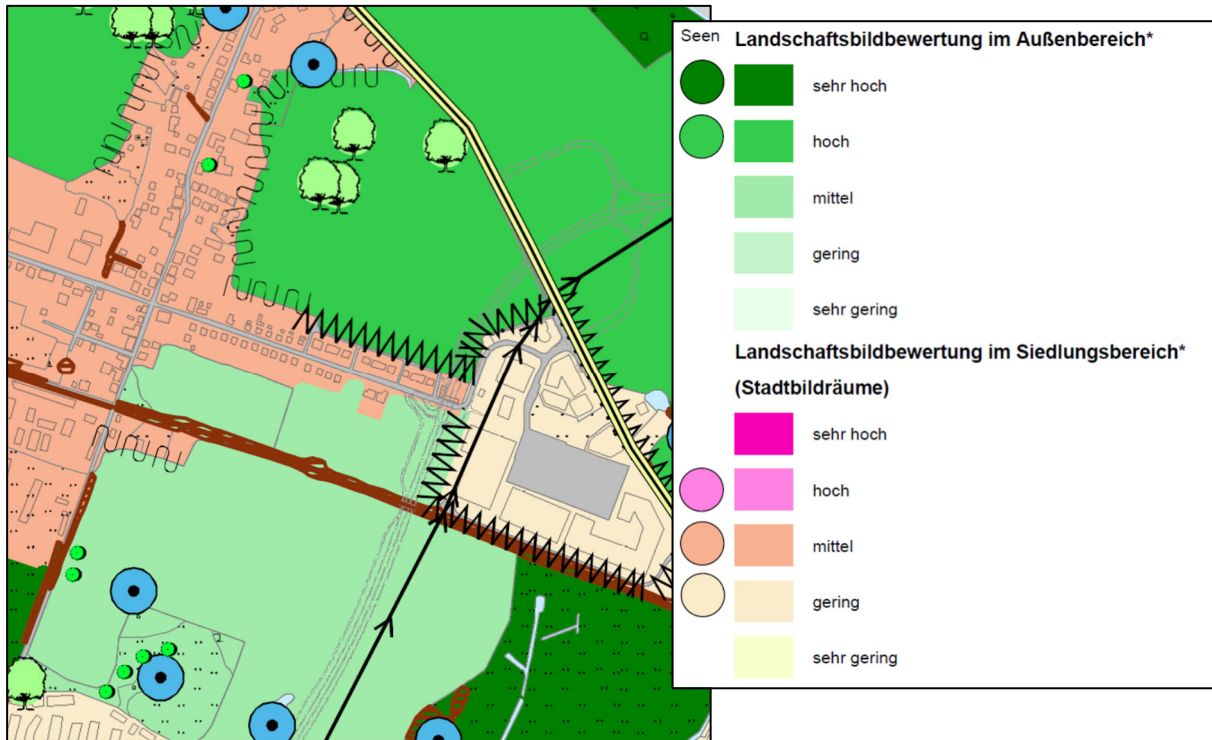 Seen
Landschaftsbildbewertung im Außenbereich*
sehr hoch
hoch
mittel
gering
sehr gering
Landschaftsbildbewertung im Siedlungsbereich*
(Stadtbildräume)
sehr hoch
hoch
mittel
gering
sehr gering